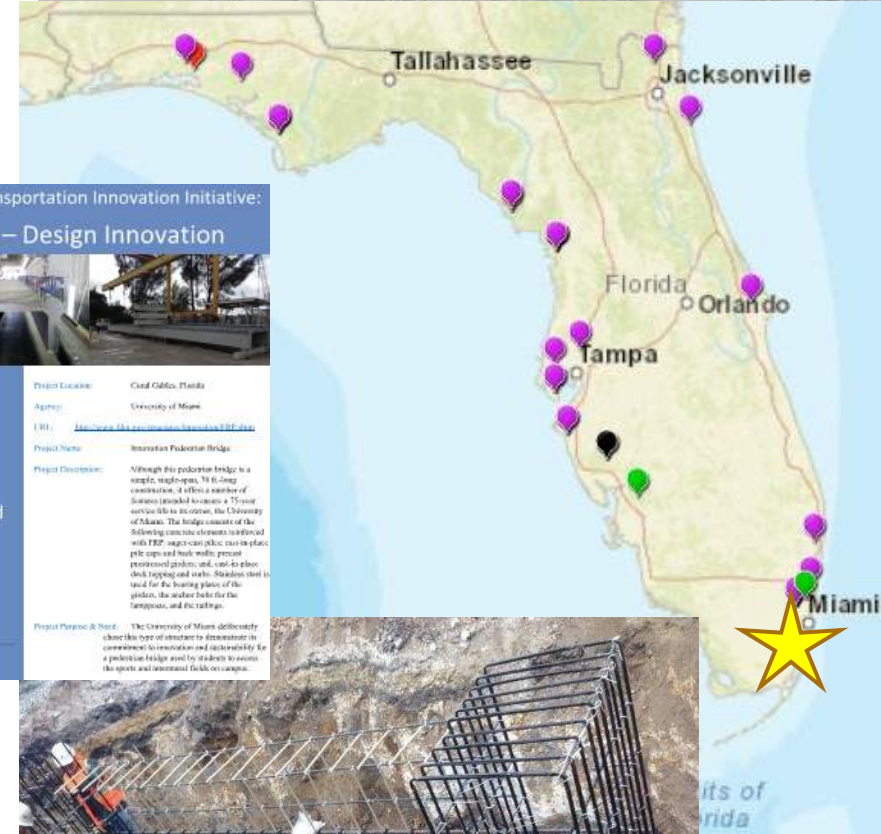 Tallahassee
Jacksonville
nsportation Innovation Initiative:
– Design Innovation
Florida
Orlando
Tampa
Project Location: Coral Gables, Florida
Agency: University of Miami
URL:
Project Name: Innovation Pedestrian Bridge
Project Description: Although this pedestrian bridge is a
simple, single-span, 70 ft.-long
construction, it offers a number of
features intended to ensure a 75-year
service life to its owner, the University
of Miami. The bridge consists of the
following concrete elements reinforced
with FRP: auger-cast piles; cast-in-place
pile caps and back walls; precast
prestressed girders; and, cast-in-place
deck topping and curbs. Stainless steel is
used for the bearing plates of the
girders, the anchor bolts for the
lampposts, and the railings.
d
Miami
Project Purpose & Need: The University of Miami deliberately
chose this type of structure to demonstrate its
commitment to innovation and sustainability for
a pedestrian bridge used by students to access
the sports and intramural fields on campus.
its of
rida